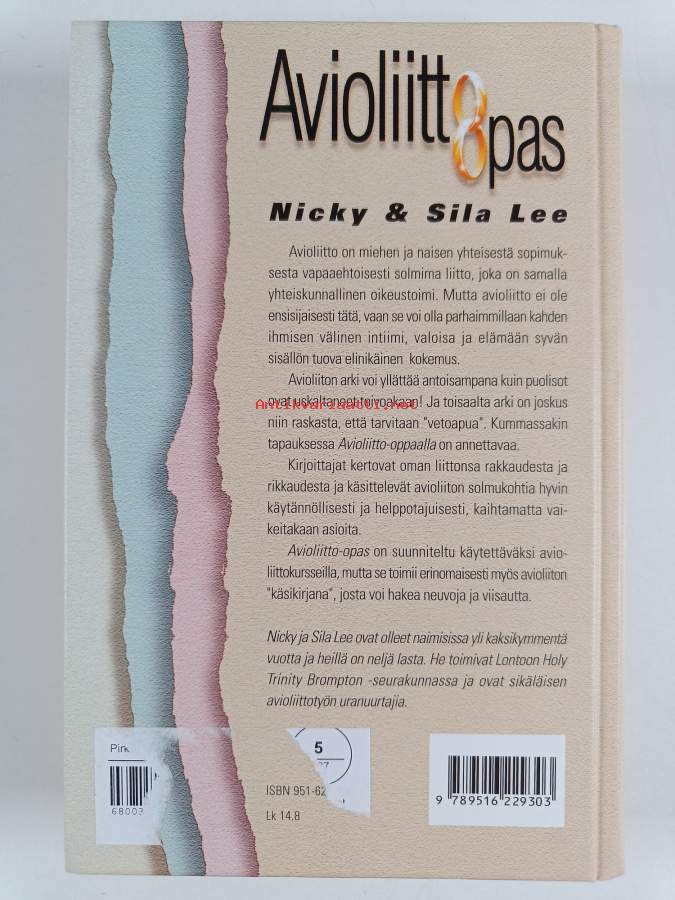 Avioliitto-opas
Nicky & Sila Lee
Avioliitto on miehen ja naisen yhteisestä sopimuk-
sesta vapaaehtoisesti solmima liitto, joka on samalla
yhteiskunnallinen oikeustoimi. Mutta avioliitto ei ole
ensisijaisesti tätä, vaan se voi olla parhaimmillaan kahden
ihmisen välinen intiimi, valoisa ja elämään syvän
sisällön tuova elinikäinen kokemus.
Avioliiton arki voi yllättää antoisampana kuin puolisot
ovat uskaltaneet toivoakaan! Ja toisaalta arki on joskus
Antikvariaatti.net
niin raskasta, että tarvitaan "vetoapua". Kummassakin
tapauksessa Avioliitto-oppaalla on annettavaa.
Kirjoittajat kertovat oman liittonsa rakkaudesta ja
rikkaudesta ja käsittelevät avioliiton solmukohtia hyvin
käytännöllisesti ja helppotajuisesti, kaihtamatta vai-
keitakaan asioita.
Avioliitto-opas on suunniteltu käytettäväksi avio-
liittokursseilla, mutta se toimii erinomaisesti myös avioliiton
"käsikirjana", josta voi hakea neuvoja ja viisautta.
Nicky ja Sila Lee ovat olleet naimisissa yli kaksikymmentä
vuotta ja heillä on neljä lasta. He toimivat Lontoon Holy
Trinity Brompton -seurakunnassa ja ovat sikäläisen
avioliittotyön uranuurtajia.
Pirk
68003
5
ISBN 951-62
Lk 14.8
9 789516 229303